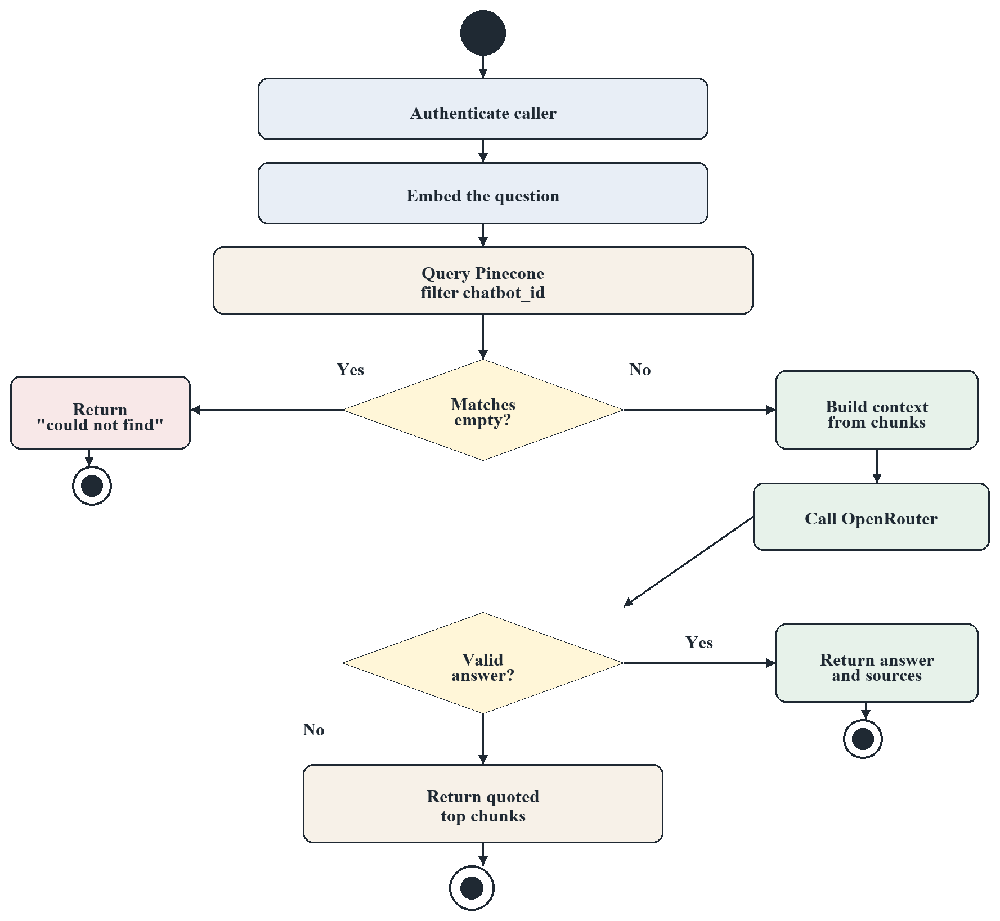 Authenticate caller
Embed the question
Query Pinecone
filter chatbot_id
Yes
No
Return
"could not find"
Matches
empty?
Build context
from chunks
Call OpenRouter
Valid
answer?
Yes
Return answer
and sources
No
Return quoted
top chunks